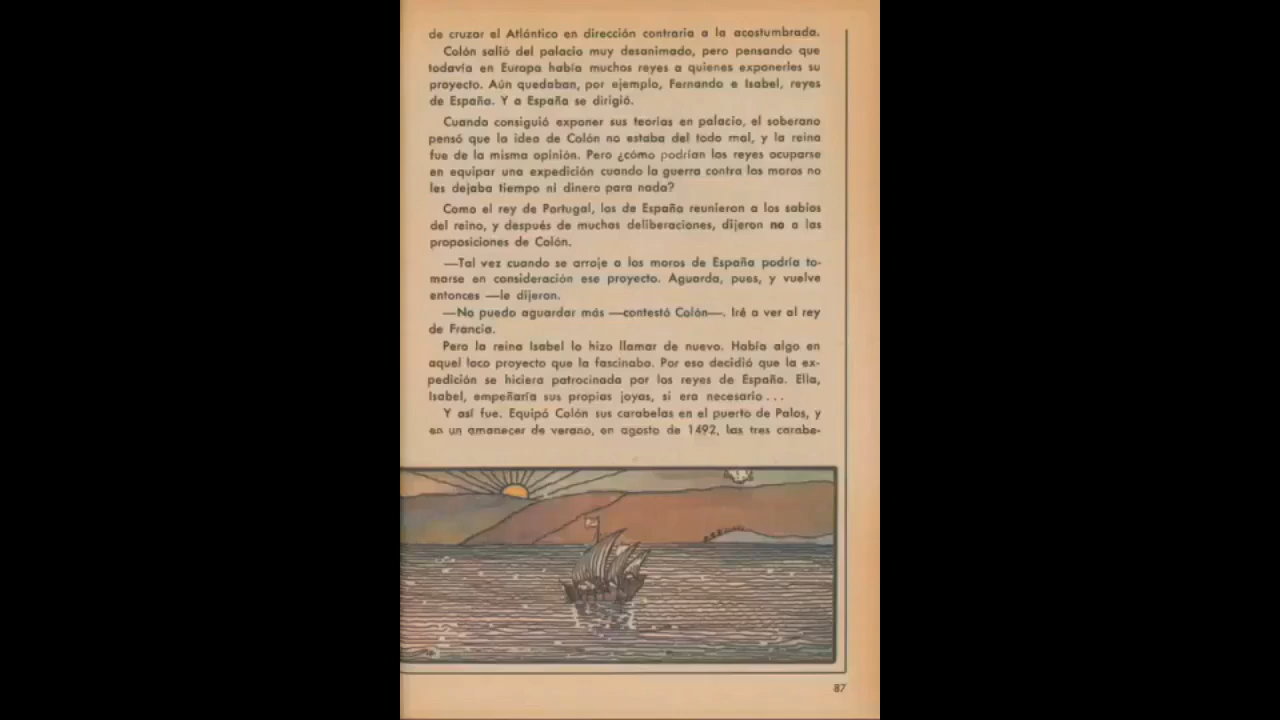 de cruzar el Atlántico en dirección contraria a la acostumbrada.
Colón salió del palacio muy desanimado, pero pensando que
todavía en Europa había muchos reyes a quienes exponerles su
proyecto. Aún quedaban, por ejemplo, Fernando e Isabel, reyes
de España. Y a España se dirigió.
Cuando consiguió exponer sus teorías en palacio, el soberano
pensó que la idea de Colón no estaba del todo mal, y la reina
fue de la misma opinión. Pero ¿cómo podrían los reyes ocuparse
en equipar una expedición cuando la guerra contra los moros no
les dejaba tiempo ni dinero para nada?
Como el rey de Portugal, los de España reunieron a los sabios
del reino, y después de muchas deliberaciones, dijeron no a las
proposiciones de Colón.
—Tal vez cuando se arroje a los moros de España podría to-
marse en consideración ese proyecto. Aguarda, pues, y vuelve
entonces —le dijeron.
—No puedo aguardar más —contestó Colón—. Iré a ver al rey
de Francia.
Pero la reina Isabel lo hizo llamar de nuevo. Había algo en
aquel loco proyecto que la fascinaba. Por eso decidió que la ex-
pedición se hiciera patrocinada por los reyes de España. Ella,
Isabel, empeñaría sus propias joyas, si era necesario...
Y así fue. Equipó Colón sus carabelas en el puerto de Palos, y
en un amanecer de verano, en agosto de 1492, las tres carabe-
87